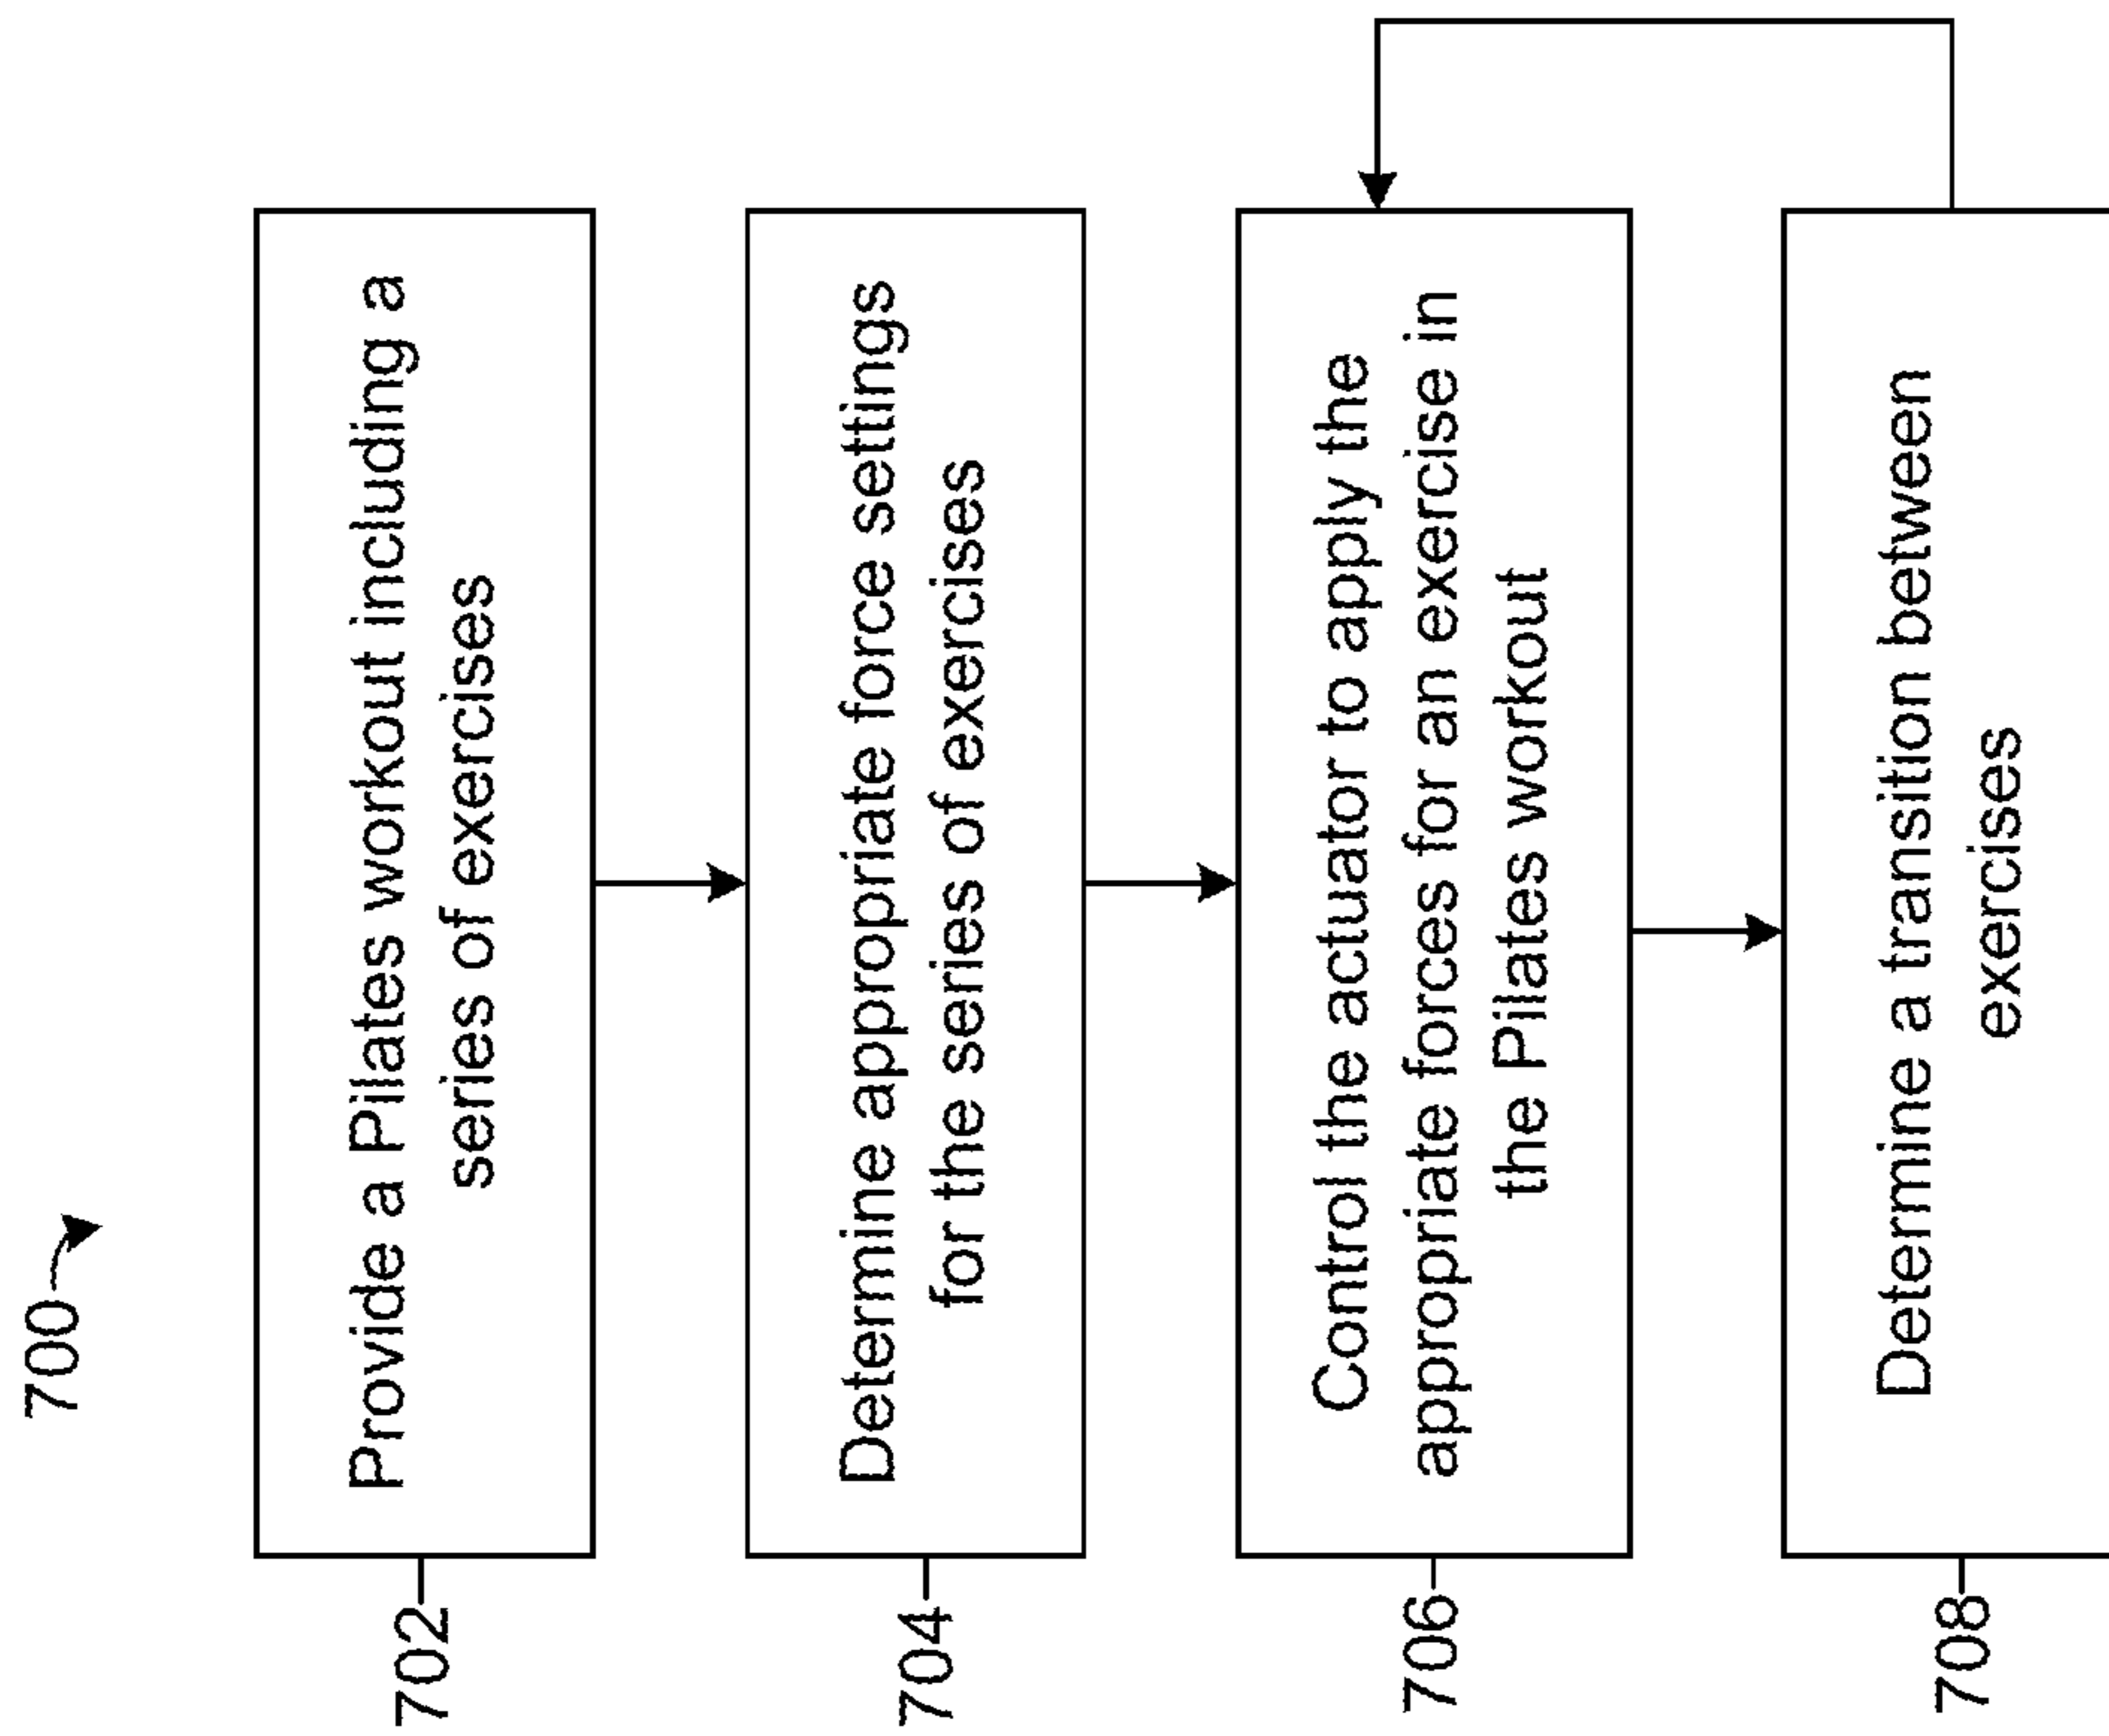 700
702
Provide a Pilates workout including a
series of exercises
704
Determine appropriate force settings
for the series of exercises
706
Control the actuator to apply the
appropriate forces for an exercise in
the Pilates workout
708
Determine a transition between
exercises